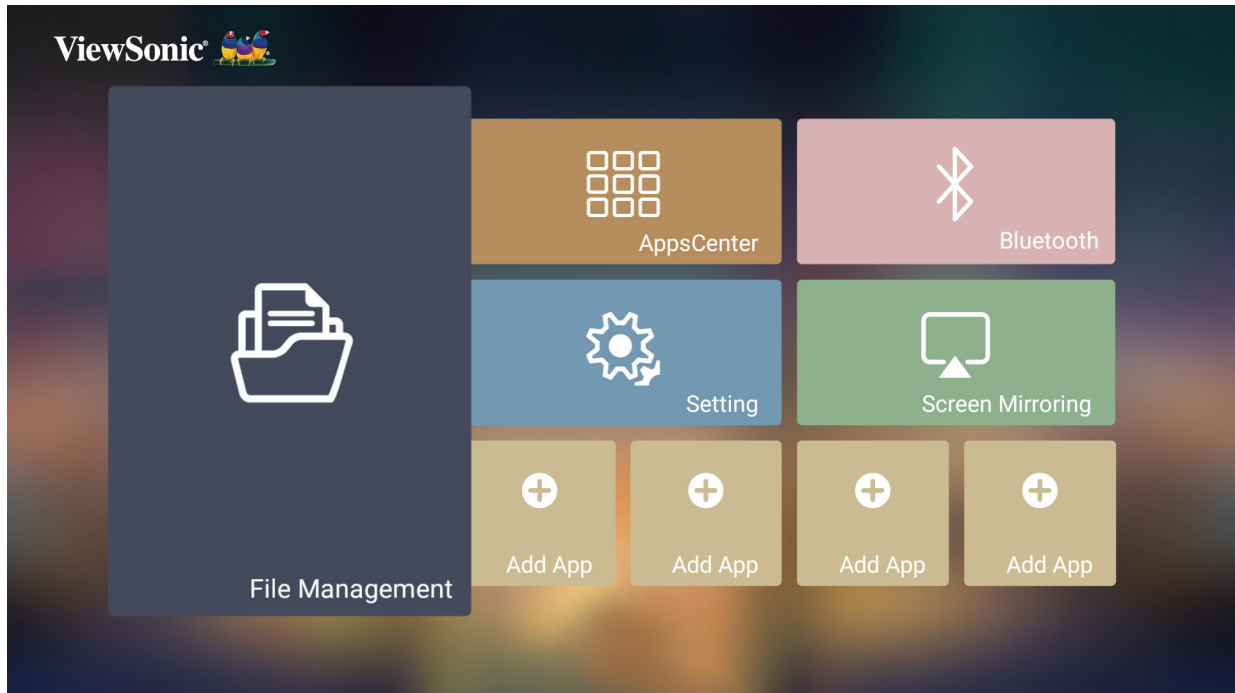 ViewSonic®
AppsCenter
Bluetooth
Setting
Screen Mirroring
Add App
Add App
Add App
Add App
File Management